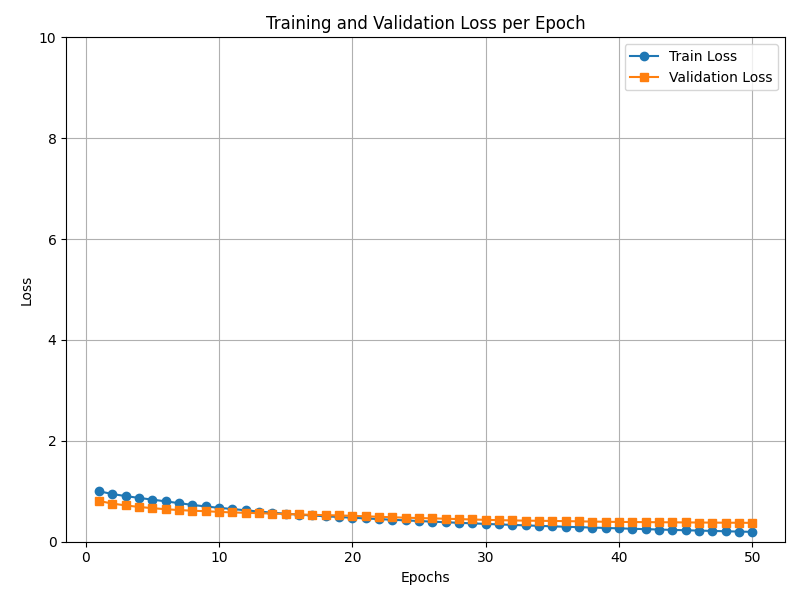 Training and Validation Loss per Epoch
Train Loss
Validation Loss
Loss
10
8
6
4
2
0
0 10 20 30 40 50
Epochs